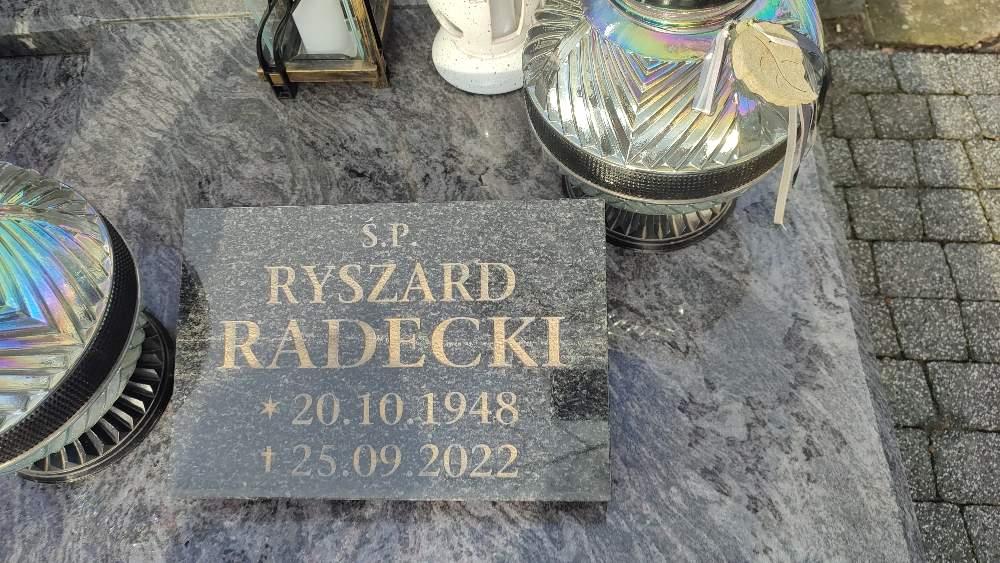 Ś.P.
RYSZARD
RADECKI
✶ 20.10.1948
† 25.09.2022